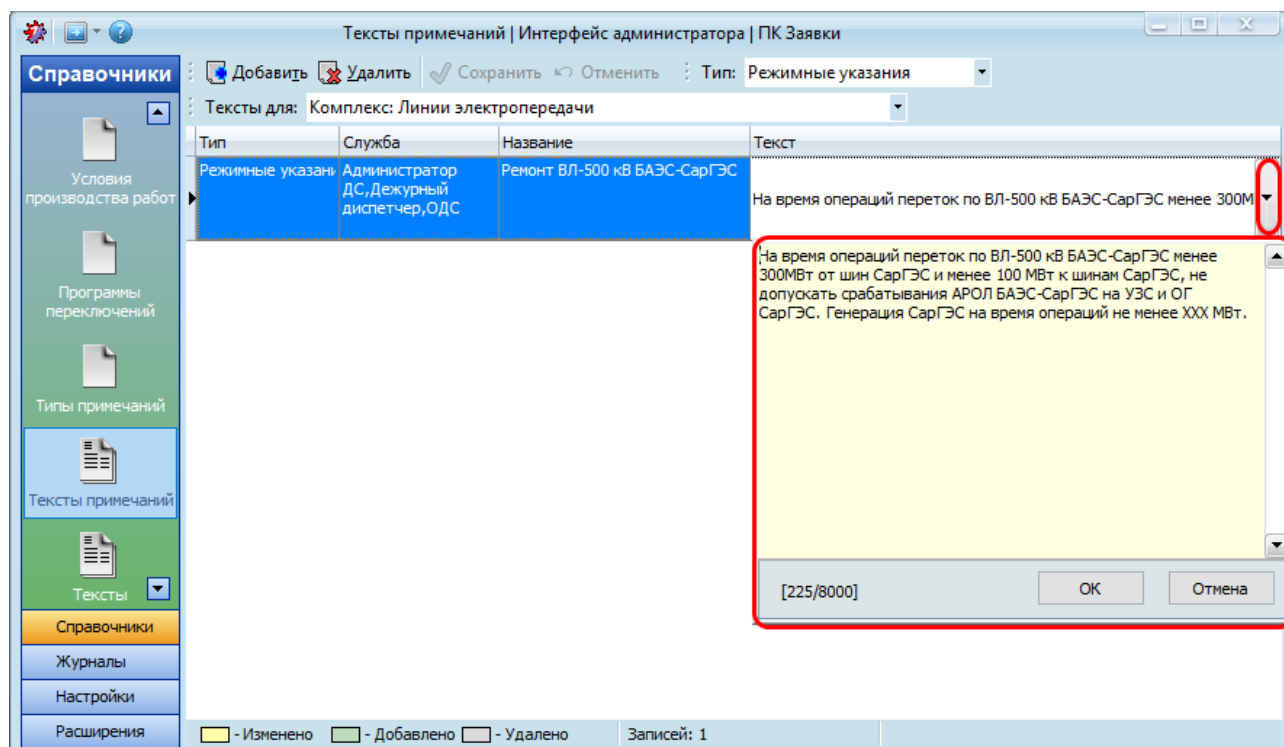 Тексты примечаний | Интерфейс администратора | ПК Заявки
Справочники
Добавить Удалить Сохранить Отменить Тип: Режимные указания
Тексты для: Комплекс: Линии электропередачи
Условия
производства работ
Программы
переключений
Типы примечаний
Тексты примечаний
Тексты
Справочники
Журналы
Настройки
Расширения
Тип Служба Название Текст
Режимные указани Администратор ДС,Дежурный диспетчер,ОДС Ремонт ВЛ-500 кВ БАЭС-СарГЭС
На время операций переток по ВЛ-500 кВ БАЭС-СарГЭС менее 300М
На время операций переток по ВЛ-500 кВ БАЭС-СарГЭС менее
300МВт от шин СарГЭС и менее 100 МВт к шинам СарГЭС, не
допускать срабатывания АРОЛ БАЭС-СарГЭС на УЗС и ОГ
СарГЭС. Генерация СарГЭС на время операций не менее ХХХ МВт.
[225/8000] ОК Отмена
- Изменено - Добавлено - Удалено Записей: 1